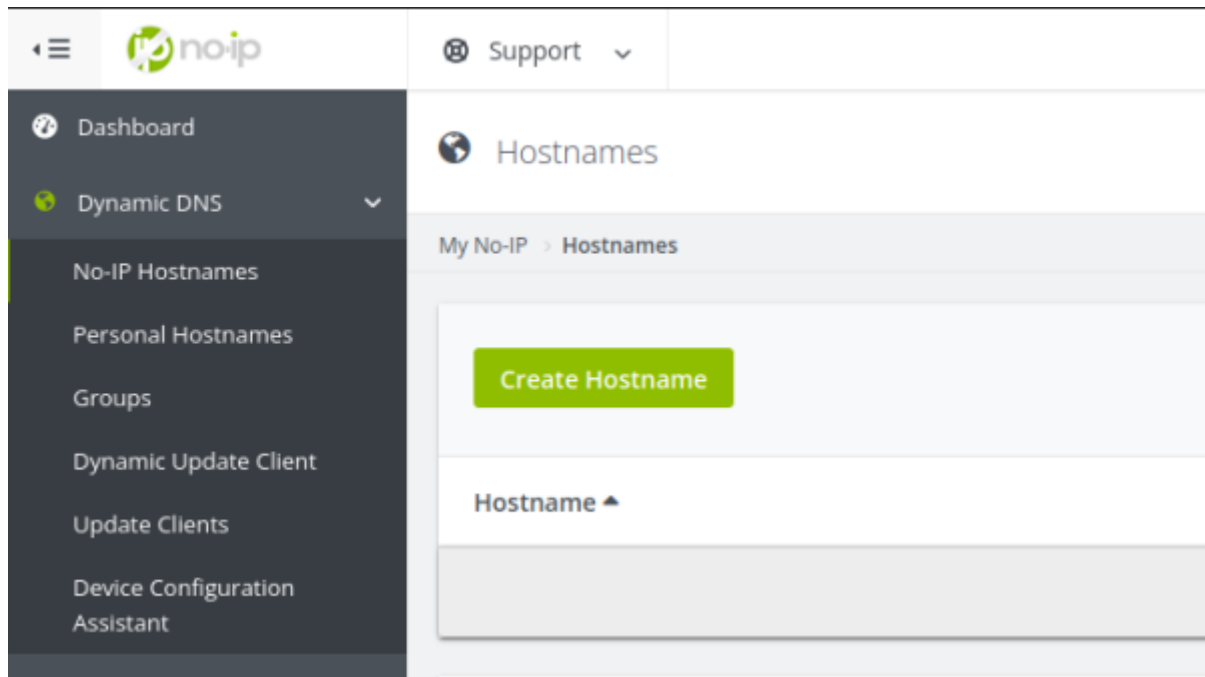 no-ip
Support
Dashboard
Dynamic DNS
No-IP Hostnames
Personal Hostnames
Groups
Dynamic Update Client
Update Clients
Device Configuration
Assistant
Hostnames
My No-IP > Hostnames
Create Hostname
Hostname